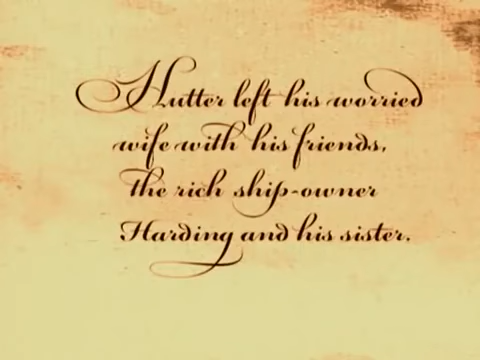 Hutter left his worried
wife with his friends,
the rich ship-owner
Harding and his sister.